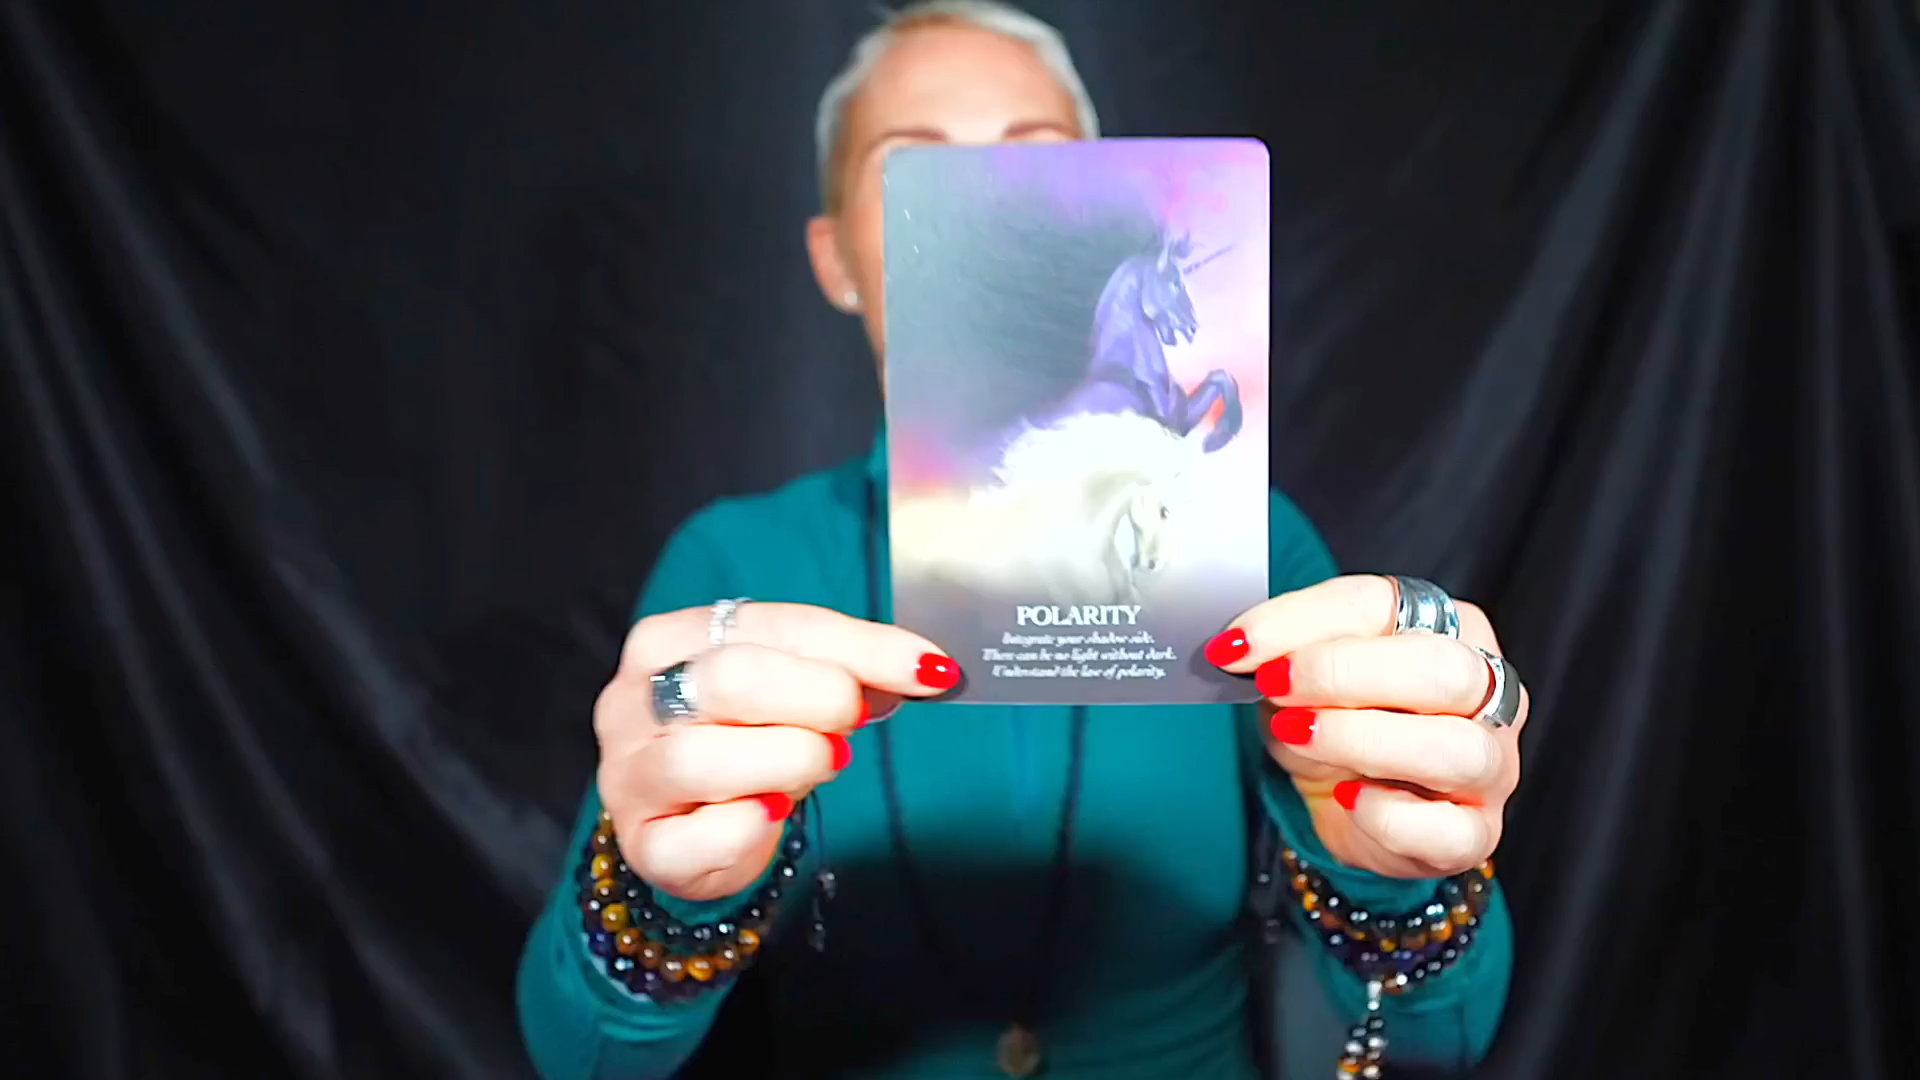 POLARITY
Integrate your shadow side.
There can be no light without dark.
Understand the law of polarity.